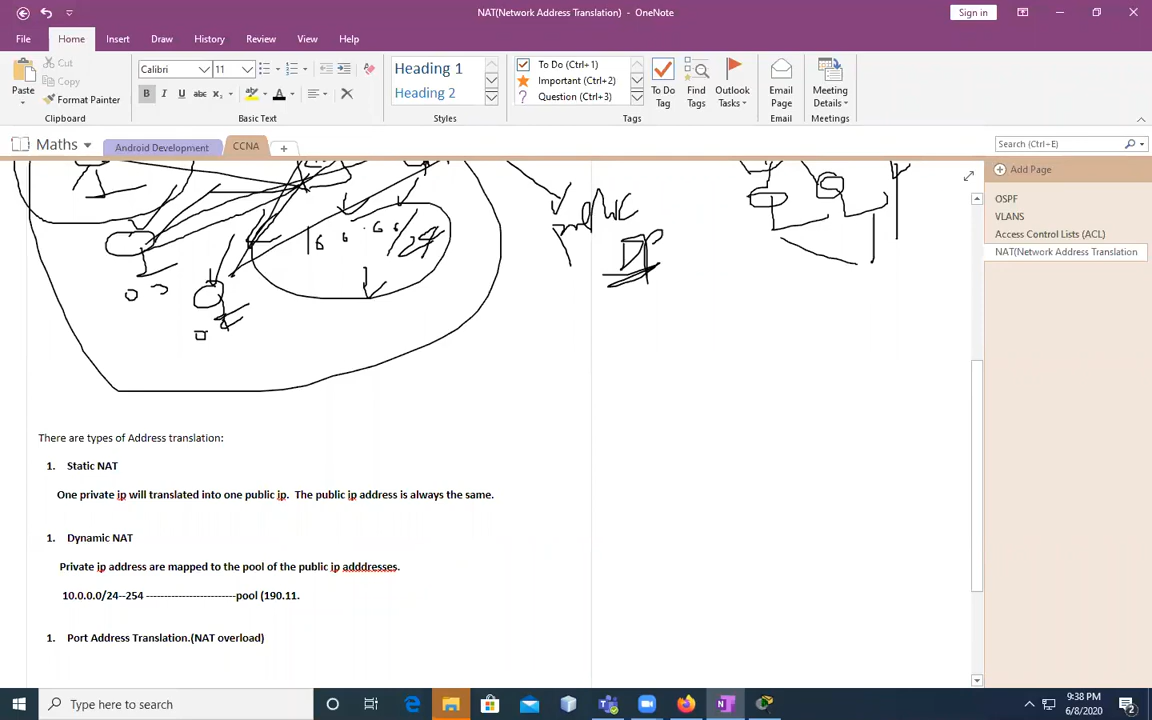 NAT(Network Address Translation) - OneNote
Sign in
File Home Insert Draw History Review View Help
Paste
Cut
Copy
Format Painter
Clipboard
Calibri 11
B I U abc x2 A
Basic Text
Heading 1
Heading 2
Styles
To Do (Ctrl+1)
Important (Ctrl+2)
Question (Ctrl+3)
To Do Tag
Find Tags
Outlook Tasks
Tags
Email Page
Email
Meeting Details
Meetings
Maths Android Development CCNA
Search (Ctrl+E)
Add Page
OSPF
VLANS
Access Control Lists (ACL)
NAT(Network Address Translation)
There are types of Address translation:
1. Static NAT
One private ip will translated into one public ip. The public ip address is always the same.
1. Dynamic NAT
Private ip address are mapped to the pool of the public ip adddresses.
10.0.0.0/24--254 -------------------------pool (190.11.
1. Port Address Translation.(NAT overload)
Type here to search
9:38 PM
6/8/2020
2